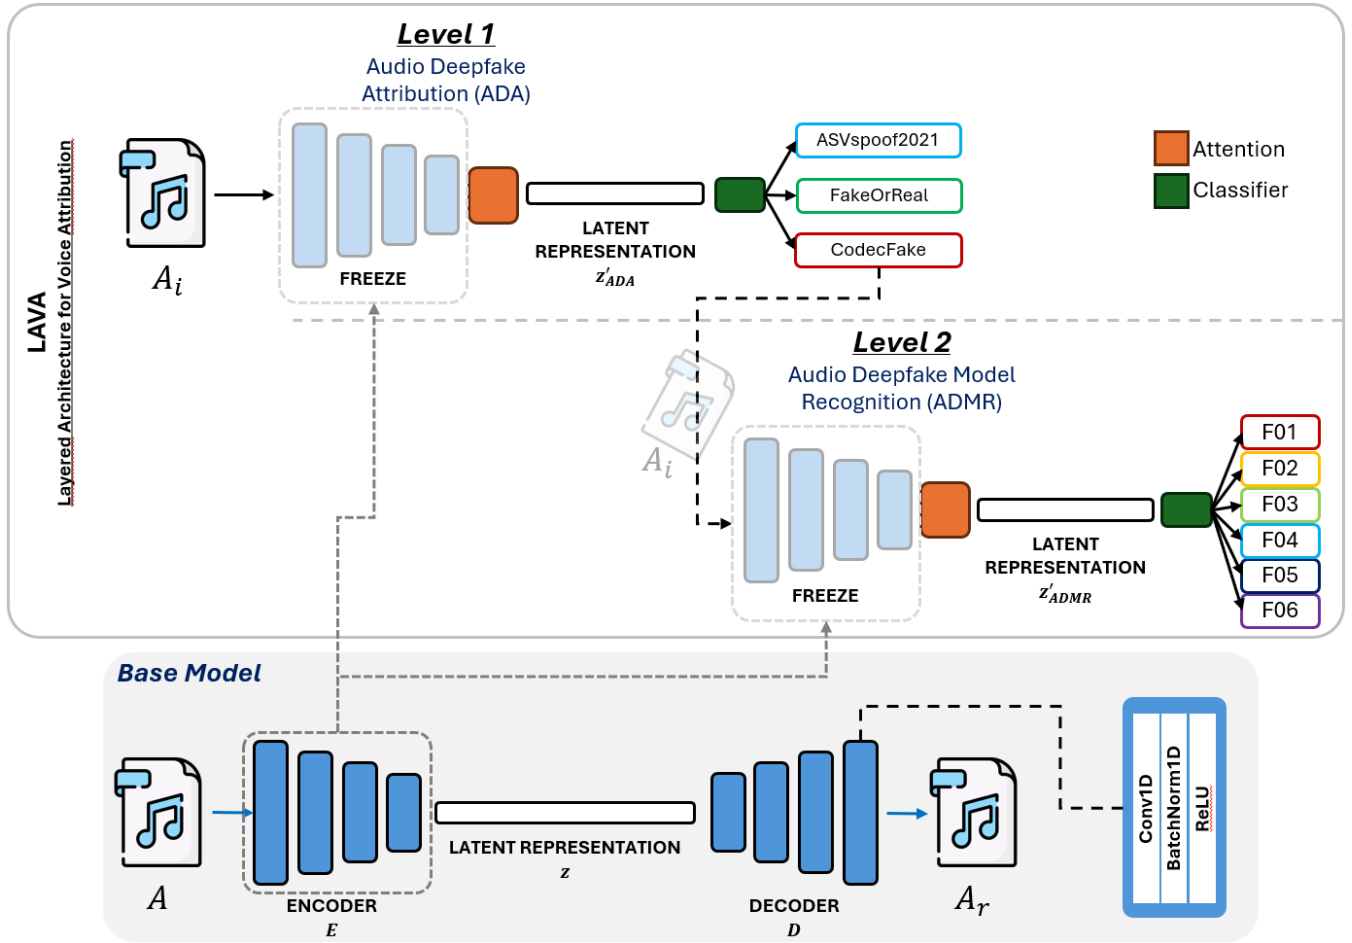 Level 1
Audio Deepfake
Attribution (ADA)
LAVA
Layered Architecture for Voice Attribution
A_i
FREEZE
LATENT
REPRESENTATION
z'_ADA
ASVspoof2021
FakeOrReal
CodecFake
Attention
Classifier
Level 2
Audio Deepfake Model
Recognition (ADMR)
A_i
FREEZE
LATENT
REPRESENTATION
z'_ADMR
F01
F02
F03
F04
F05
F06
Base Model
A
ENCODER
E
LATENT REPRESENTATION
z
DECODER
D
A_r
Conv1D
BatchNorm1D
ReLU